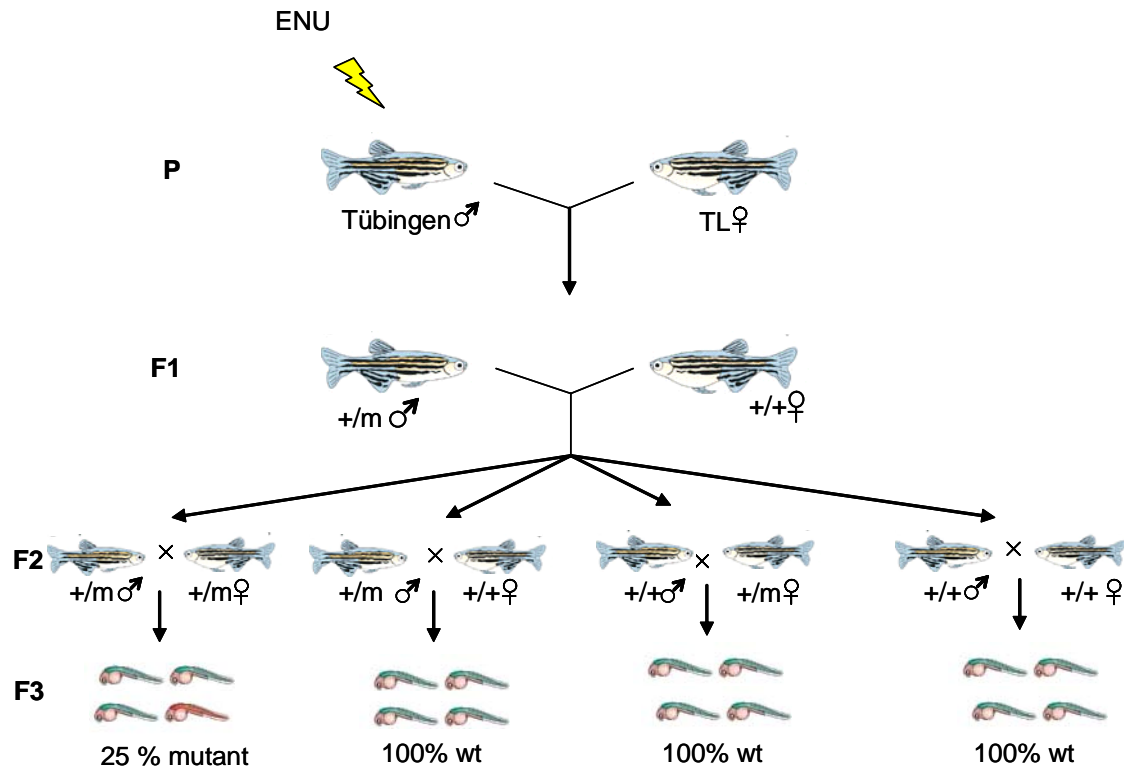 ENU
P
Tübingen ♂ TL♀
F1
+/m ♂ +/+♀
F2
× × × ×
+/m♂ +/m♀ +/m ♂ +/+♀ +/+♂ +/m♀ +/+♂ +/+ ♀
F3
25 % mutant 100% wt 100% wt 100% wt